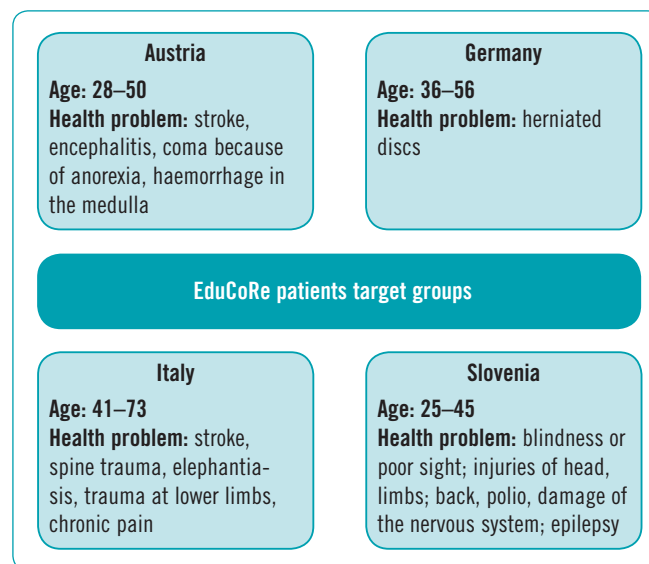 Austria
Age: 28–50
Health problem: stroke,
encephalitis, coma because
of anorexia, haemorrhage in
the medulla
Germany
Age: 36–56
Health problem: herniated
discs
EduCoRe patients target groups
Italy
Age: 41–73
Health problem: stroke,
spine trauma, elephantia-
sis, trauma at lower limbs,
chronic pain
Slovenia
Age: 25–45
Health problem: blindness or
poor sight; injuries of head,
limbs; back, polio, damage of
the nervous system; epilepsy